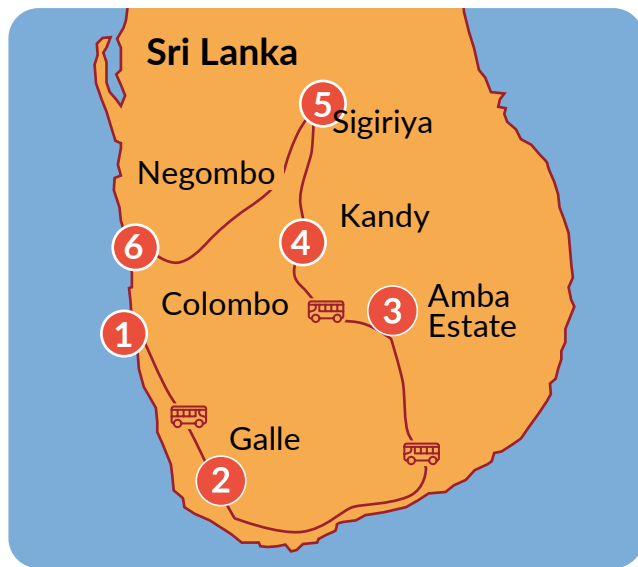 Sri Lanka
5
Sigiriya
Negombo
Kandy
4
6
Colombo
3
Amba
Estate
1
Galle
2